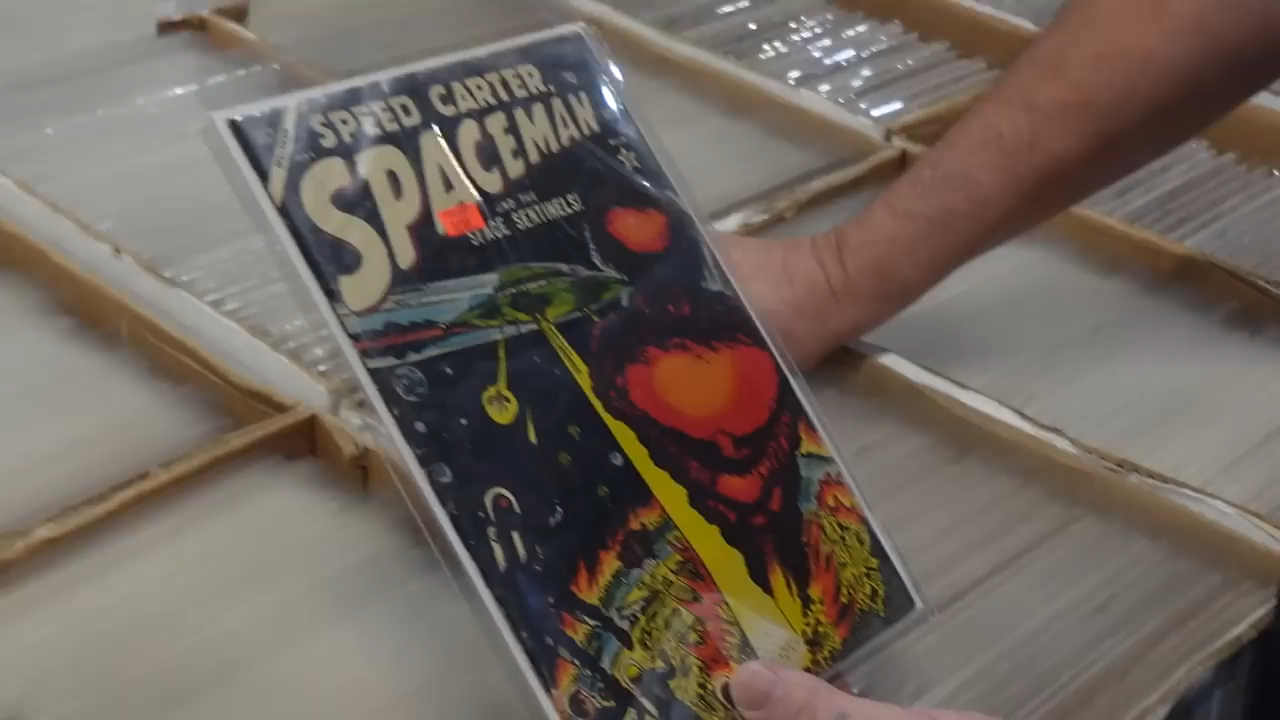 SPEED CARTER,
SPACEMAN
AND THE
SPACE SENTINELS!